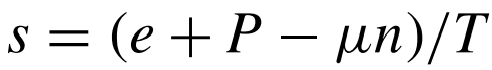 s = (e + P − μn)/T